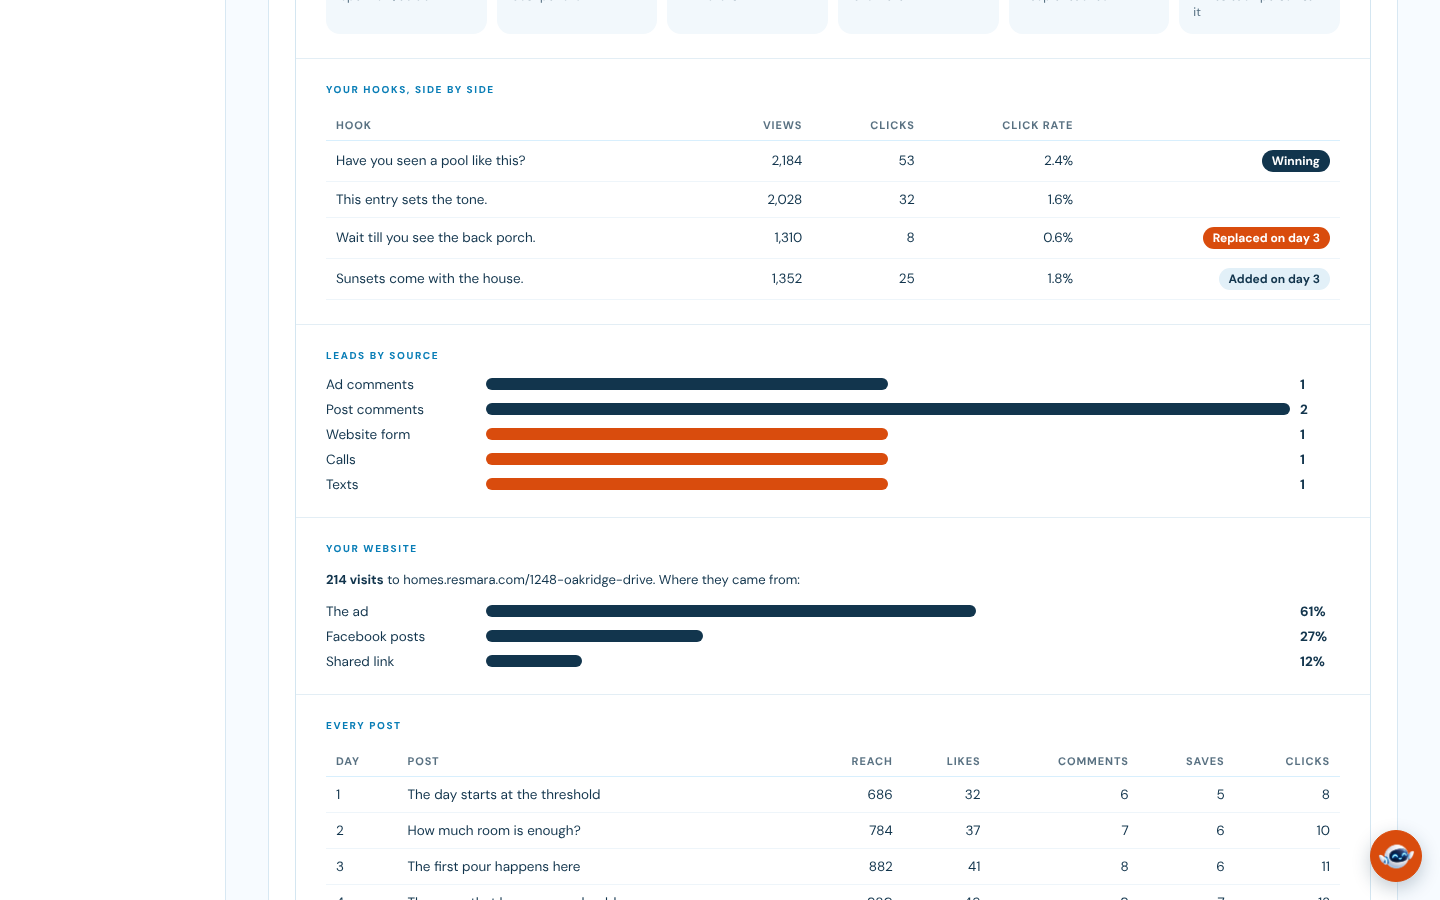 it
YOUR HOOKS, SIDE BY SIDE
HOOK VIEWS CLICKS CLICK RATE
Have you seen a pool like this? 2,184 53 2.4% Winning
This entry sets the tone. 2,028 32 1.6%
Wait till you see the back porch. 1,310 8 0.6% Replaced on day 3
Sunsets come with the house. 1,352 25 1.8% Added on day 3
LEADS BY SOURCE
Ad comments 1
Post comments 2
Website form 1
Calls 1
Texts 1
YOUR WEBSITE
214 visits to homes.resmara.com/1248-oakridge-drive. Where they came from:
The ad 61%
Facebook posts 27%
Shared link 12%
EVERY POST
DAY POST REACH LIKES COMMENTS SAVES CLICKS
1 The day starts at the threshold 686 32 6 5 8
2 How much room is enough? 784 37 7 6 10
3 The first pour happens here 882 41 8 6 11